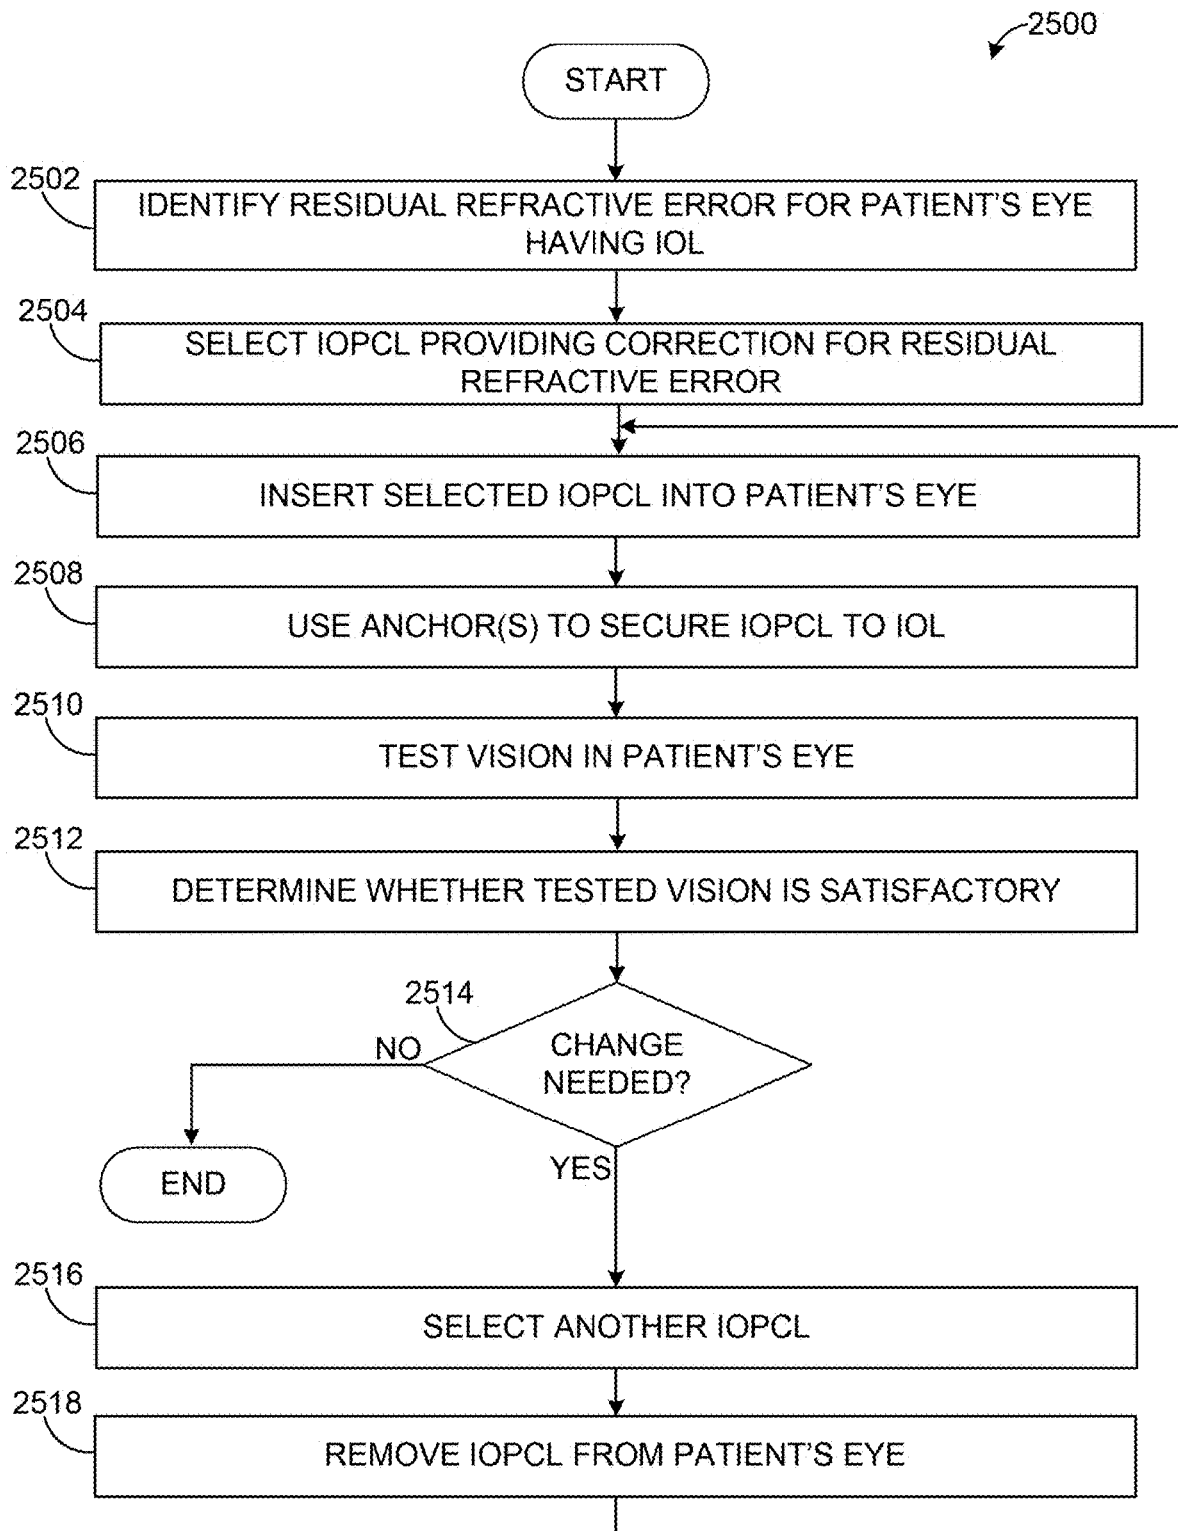 2500
START
2502
IDENTIFY RESIDUAL REFRACTIVE ERROR FOR PATIENT'S EYE
HAVING IOL
2504
SELECT IOPCL PROVIDING CORRECTION FOR RESIDUAL
REFRACTIVE ERROR
2506
INSERT SELECTED IOPCL INTO PATIENT'S EYE
2508
USE ANCHOR(S) TO SECURE IOPCL TO IOL
2510
TEST VISION IN PATIENT'S EYE
2512
DETERMINE WHETHER TESTED VISION IS SATISFACTORY
2514
NO
CHANGE
NEEDED?
END
YES
2516
SELECT ANOTHER IOPCL
2518
REMOVE IOPCL FROM PATIENT'S EYE